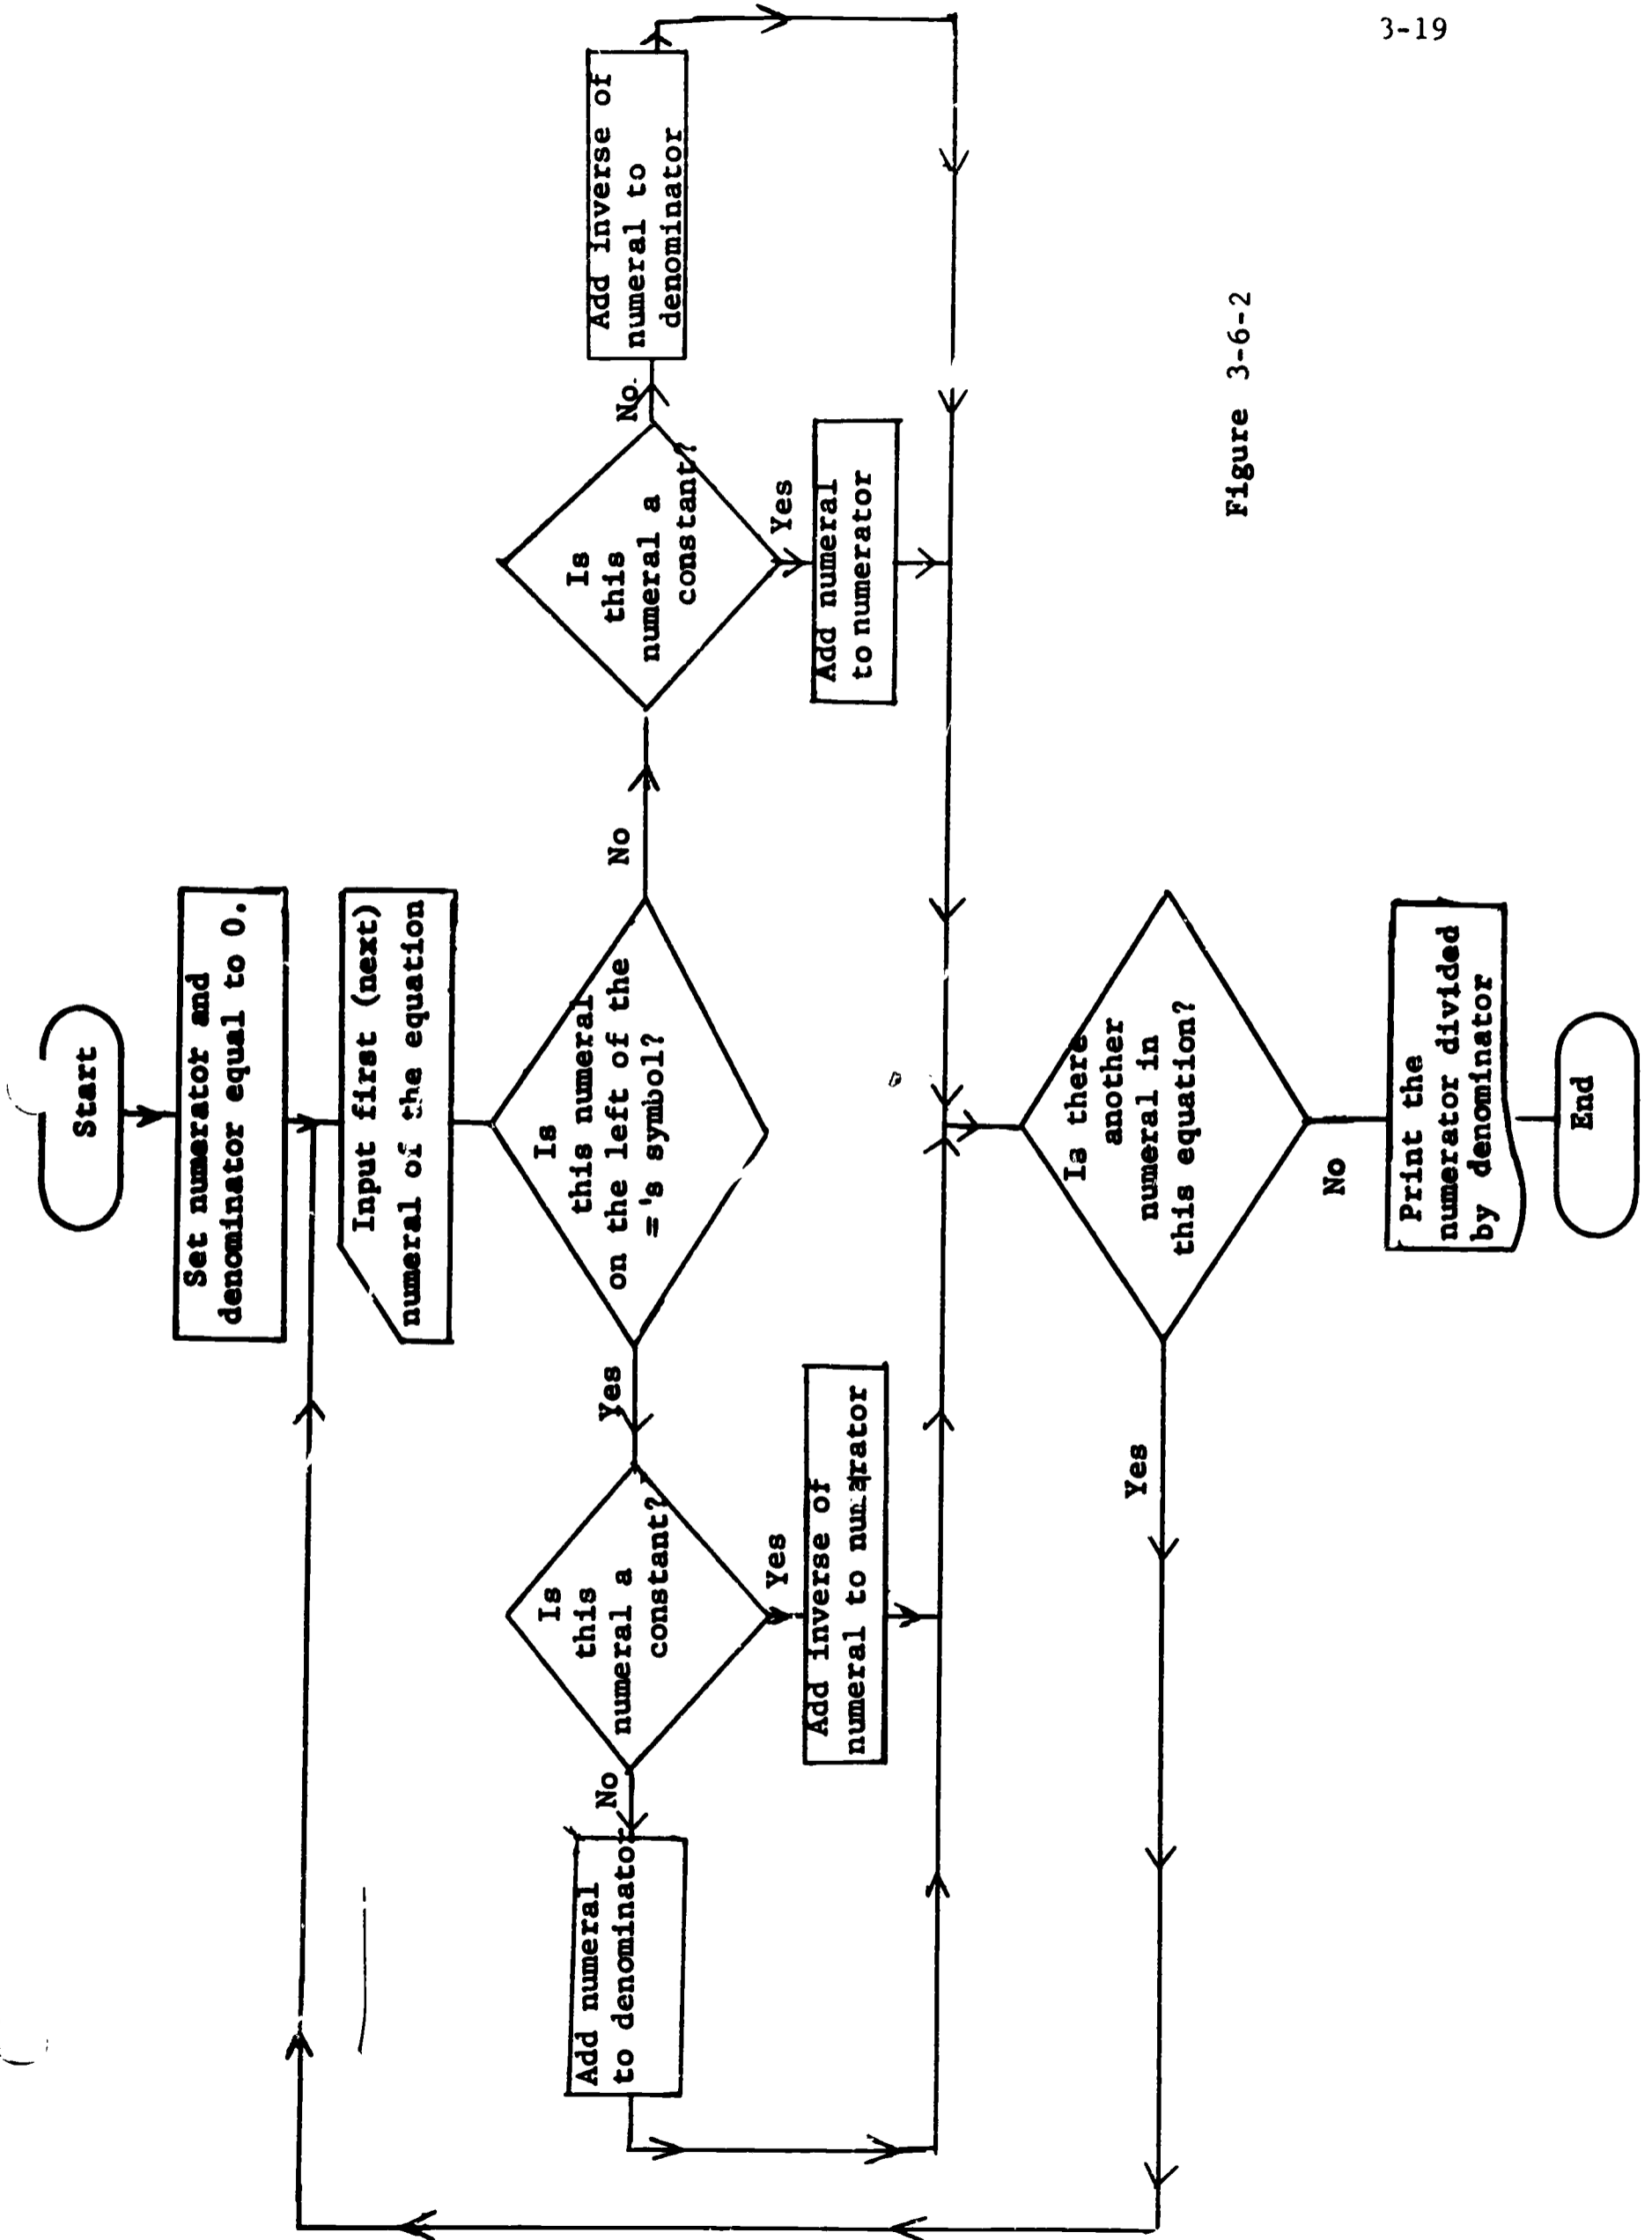 3-19
Start
Set numerator and
denominator equal to 0.
Input first (next)
numeral of the equation
Is
this numeral
on the left of the
='s symbol?
Yes
No
Is
this
numeral a
constant?
No
Yes
Add numeral
to denominator
Add inverse of
numeral to numerator
Is
this
numeral a
constant?
No.
Yes
Add inverse of
numeral to
denominator
Add numeral
to numerator
Is there
another
numeral in
this equation?
Yes
No
Print the
numerator divided
by denominator
End
Figure 3-6-2